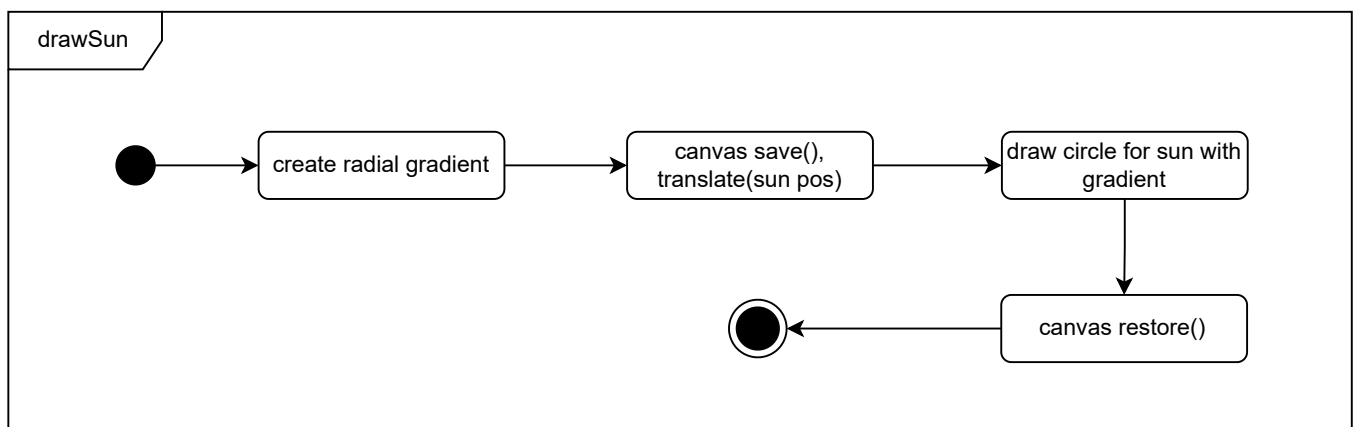 drawSun
create radial gradient
canvas save(),
translate(sun pos)
draw circle for sun with
gradient
canvas restore()